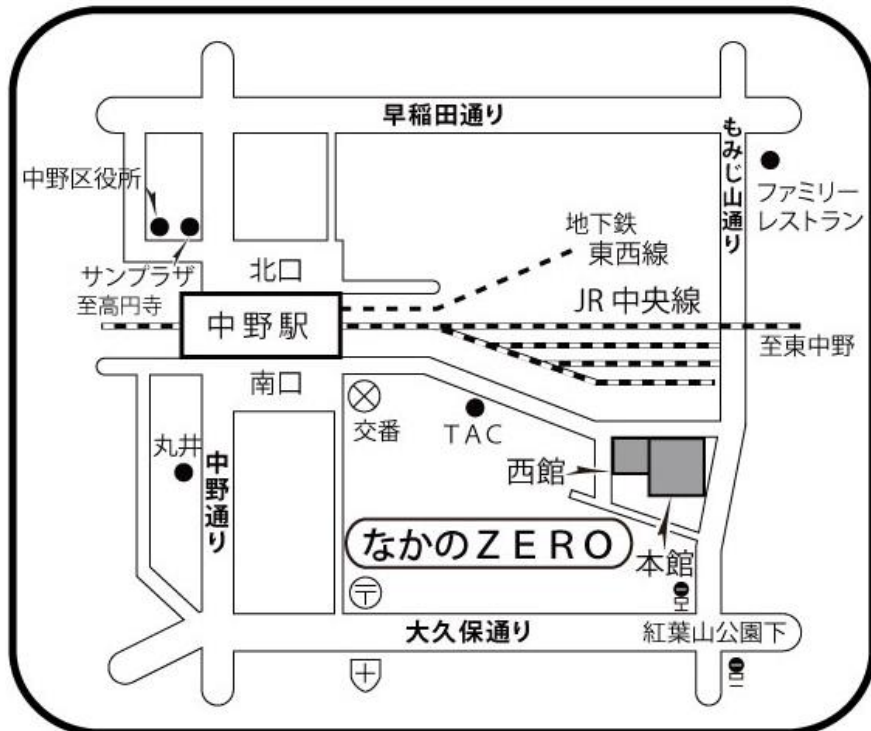 早稲田通り
もみじ山通り
中野区役所
ファミリー
レストラン
サンプラザ
北口
地下鉄
東西線
至高円寺
中野駅
JR中央線
至東中野
南口
交番
TAC
丸井
中野通り
西館
なかのZERO
本館
大久保通り
紅葉山公園下